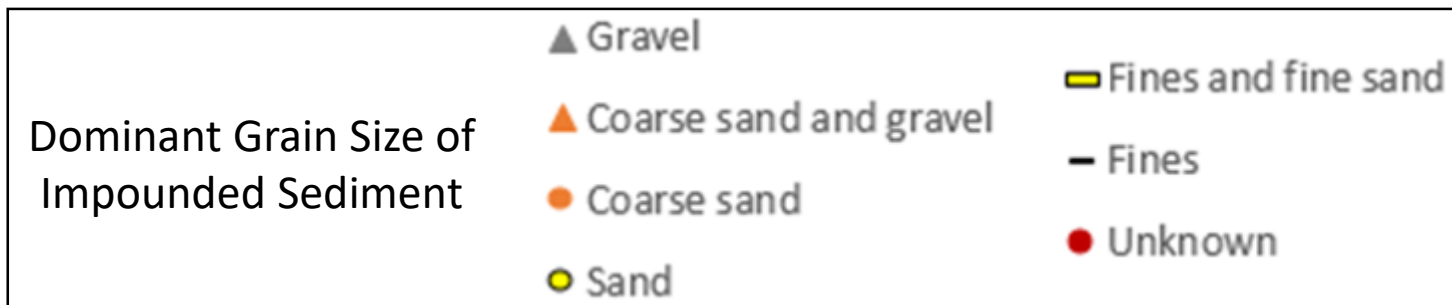 Dominant Grain Size of
Impounded Sediment
Gravel
Coarse sand and gravel
Coarse sand
Sand
Fines and fine sand
Fines
Unknown